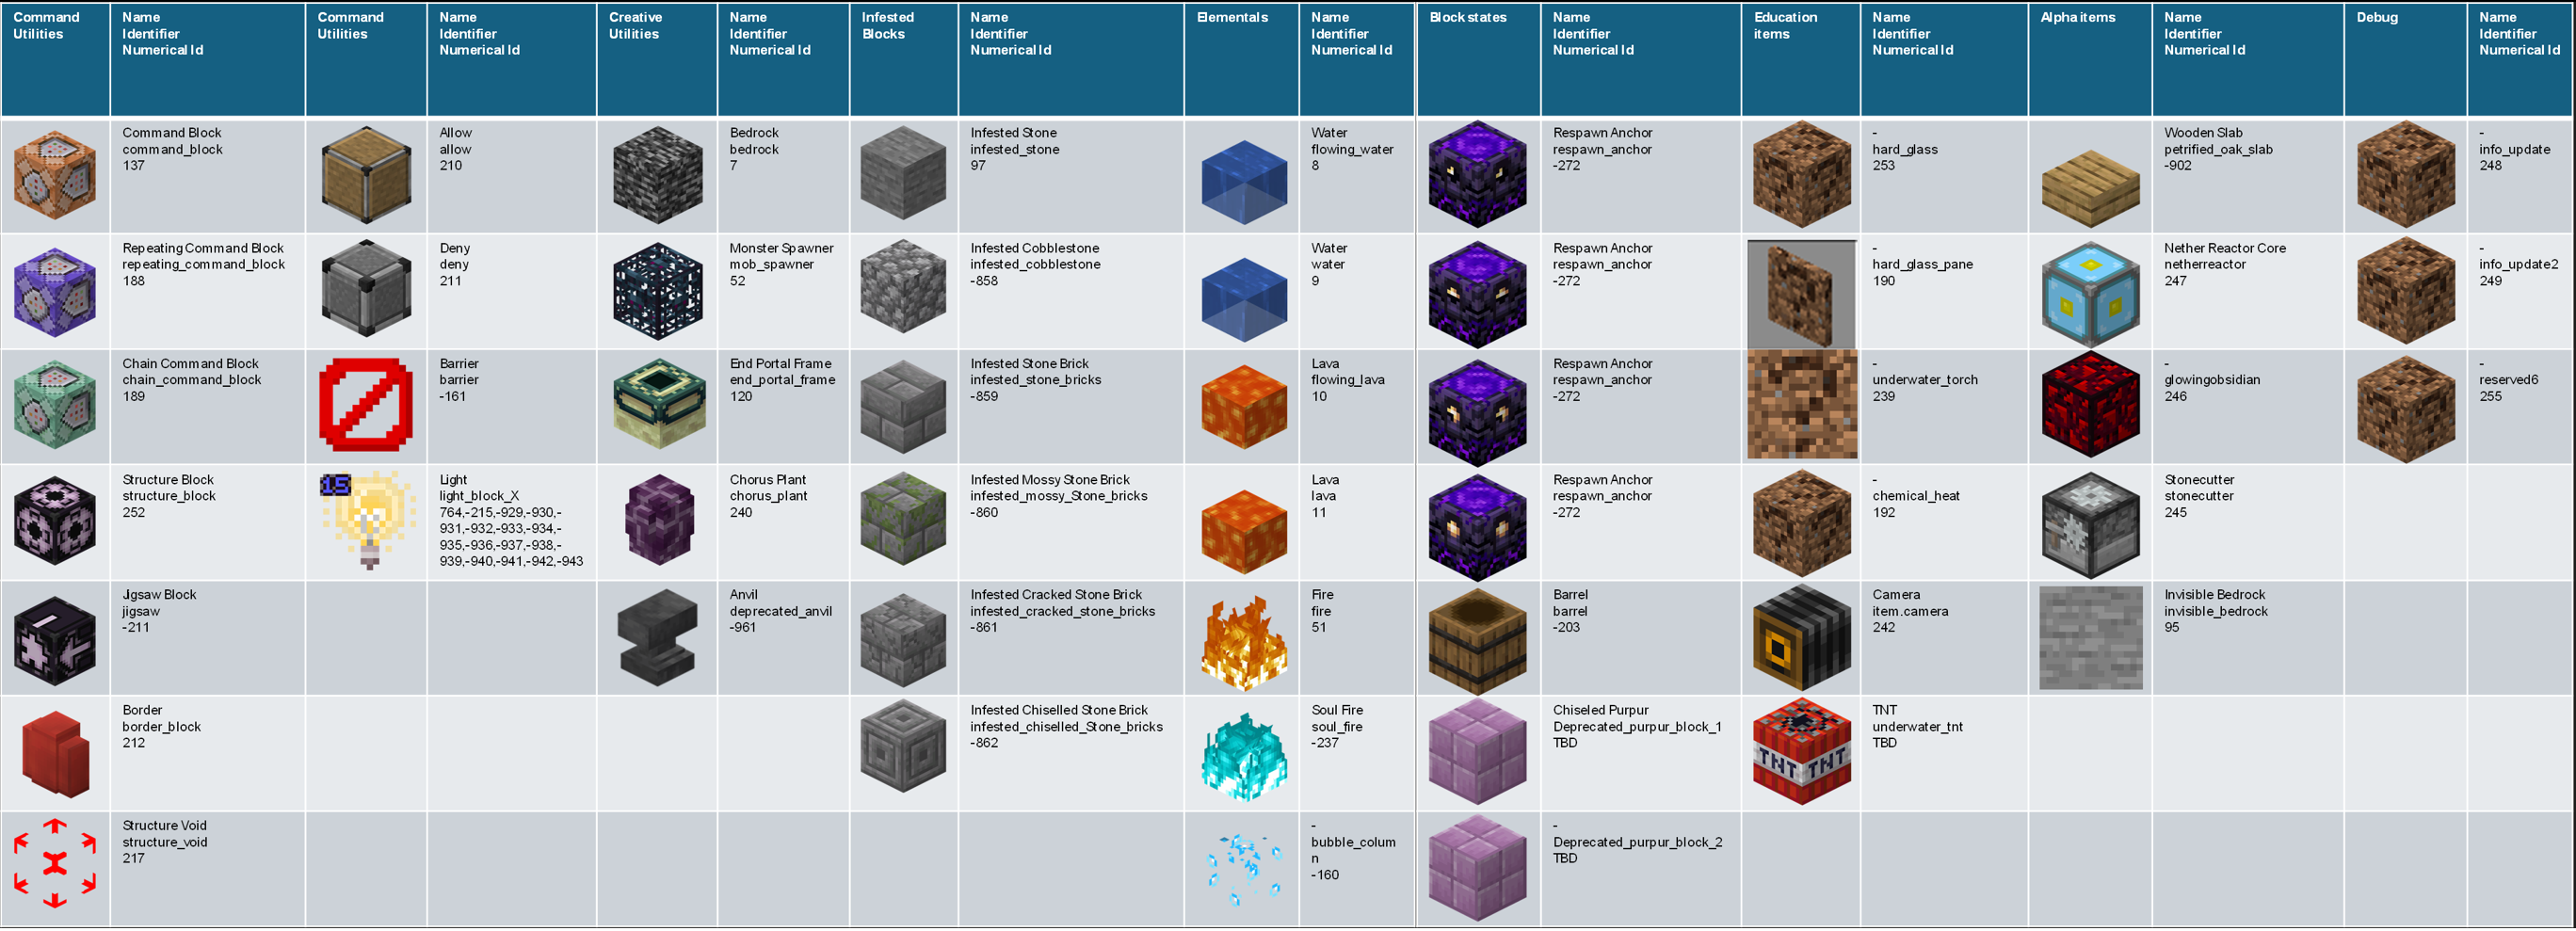 Command
Utilities
Name
Identifier
Numerical Id
Command
Utilities
Name
Identifier
Numerical Id
Creative
Utilities
Name
Identifier
Numerical Id
Infested
Blocks
Name
Identifier
Numerical Id
Elementals
Name
Identifier
Numerical Id
Block states
Name
Identifier
Numerical Id
Education
items
Name
Identifier
Numerical Id
Alpha items
Name
Identifier
Numerical Id
Debug
Name
Identifier
Numerical Id
Command Block
command_block
137
Allow
allow
210
Bedrock
bedrock
7
Infested Stone
infested_stone
97
Water
flowing_water
8
Respawn Anchor
respawn_anchor
-272
-
hard_glass
253
Wooden Slab
petrified_oak_slab
-902
-
info_update
248
Repeating Command Block
repeating_command_block
188
Deny
deny
211
Monster Spawner
mob_spawner
52
Infested Cobblestone
infested_cobblestone
-858
Water
water
9
Respawn Anchor
respawn_anchor
-272
-
hard_glass_pane
190
Nether Reactor Core
netherreactor
247
-
info_update2
249
Chain Command Block
chain_command_block
189
Barrier
barrier
-161
End Portal Frame
end_portal_frame
120
Infested Stone Brick
infested_stone_bricks
-859
Lava
flowing_lava
10
Respawn Anchor
respawn_anchor
-272
-
underwater_torch
239
-
glowingobsidian
246
-
reserved6
255
Structure Block
structure_block
252
15
Light
light_block_X
764,-215,-929,-930,-
931,-932,-933,-934,-
935,-936,-937,-938,-
939,-940,-941,-942,-943
Chorus Plant
chorus_plant
240
Infested Mossy Stone Brick
infested_mossy_Stone_bricks
-860
Lava
lava
11
Respawn Anchor
respawn_anchor
-272
-
chemical_heat
192
Stonecutter
stonecutter
245
Jigsaw Block
jigsaw
-211
Anvil
deprecated_anvil
-961
Infested Cracked Stone Brick
infested_cracked_stone_bricks
-861
Fire
fire
51
Barrel
barrel
-203
Camera
item.camera
242
Invisible Bedrock
invisible_bedrock
95
Border
border_block
212
Infested Chiselled Stone Brick
infested_chiselled_Stone_bricks
-862
Soul Fire
soul_fire
-237
Chiseled Purpur
Deprecated_purpur_block_1
TBD
TNT
TNT
TNT
underwater_tnt
TBD
Structure Void
structure_void
217
-
bubble_colum
n
-160
-
Deprecated_purpur_block_2
TBD